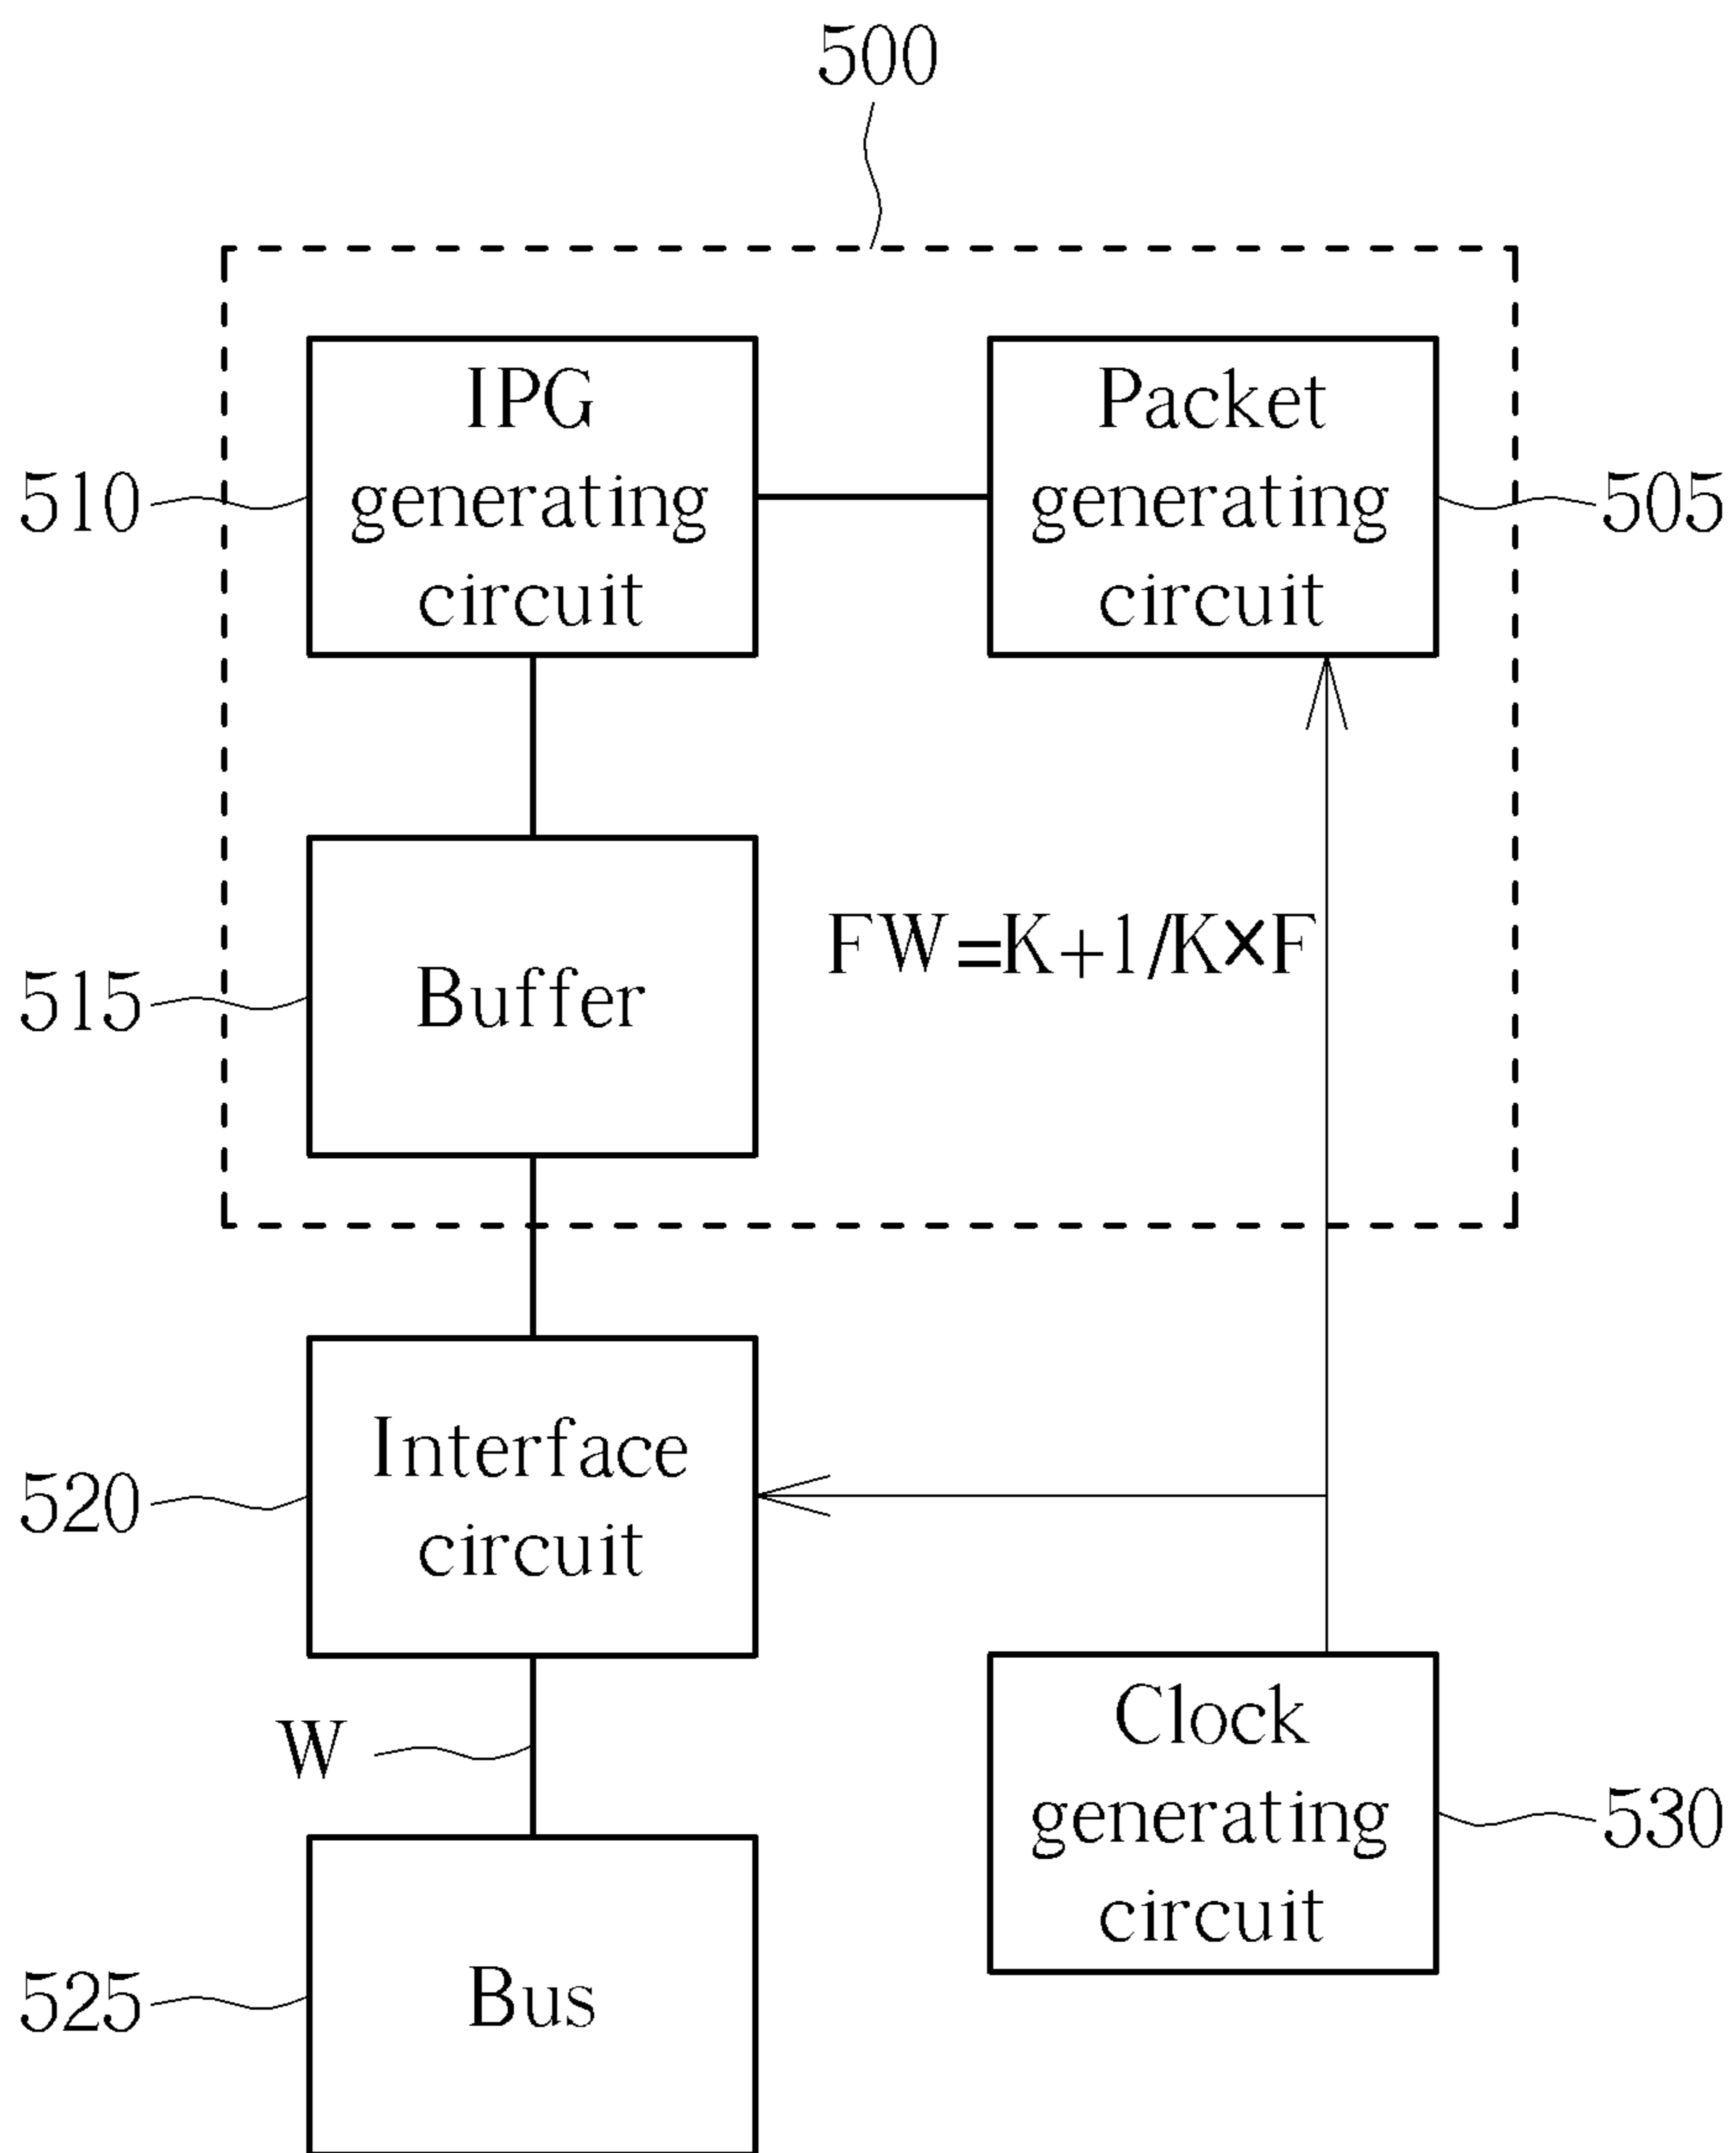 500
IPG
generating
circuit
Packet
generating
circuit
510
505
Buffer
FW=K+1/K×F
515
Interface
circuit
520
W
Clock
generating
circuit
530
Bus
525